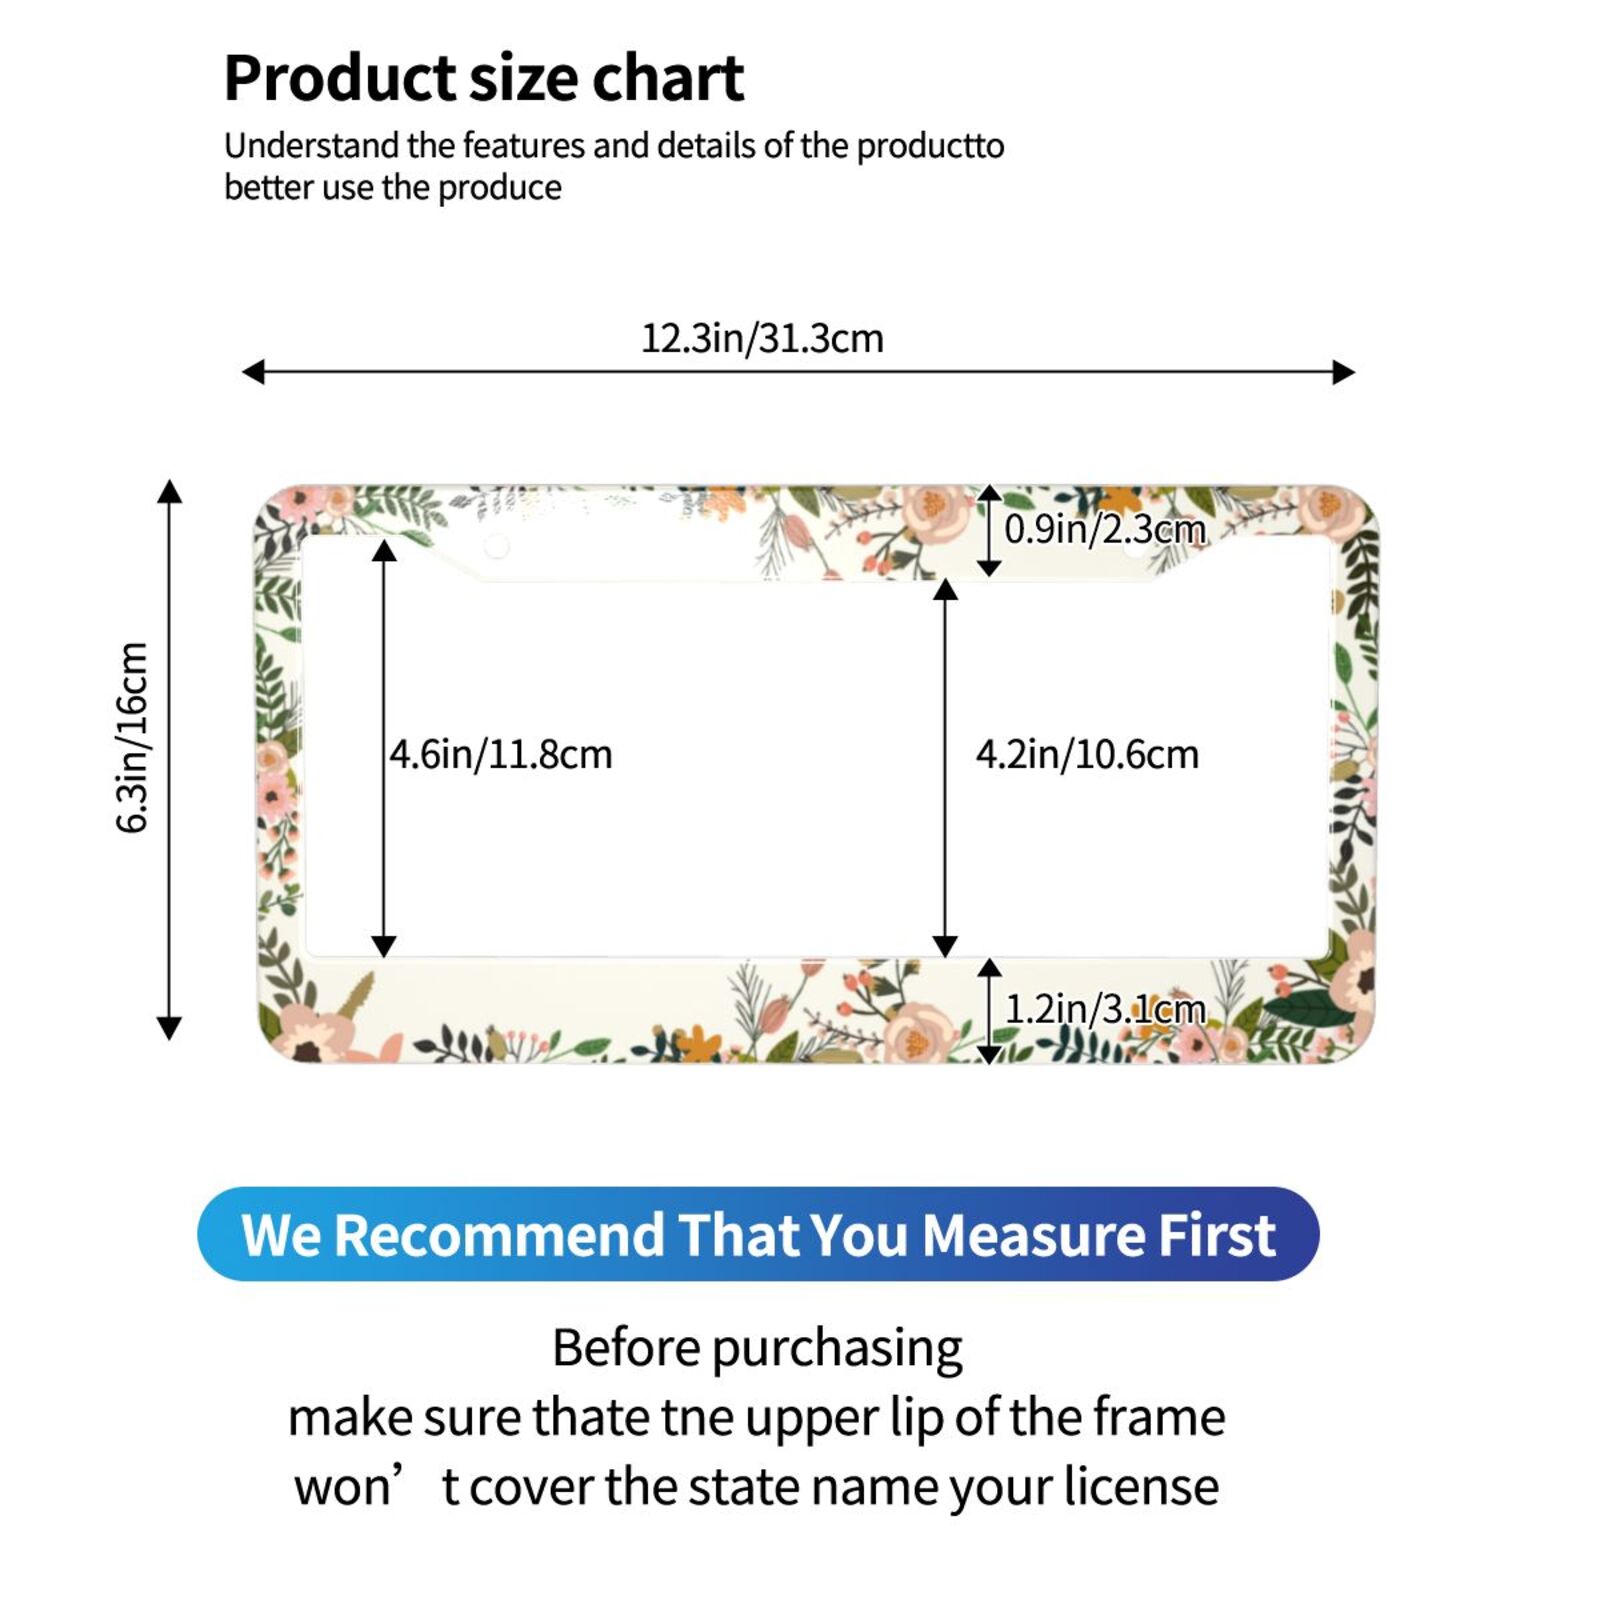 Product size chart
Understand the features and details of the productto
better use the produce
12.3in/31.3cm
0.9in/2.3cm
6.3in/16cm
4.6in/11.8cm
4.2in/10.6cm
1.2in/3.1cm
We Recommend That You Measure First
Before purchasing
make sure thate tne upper lip of the frame
won’ t cover the state name your license